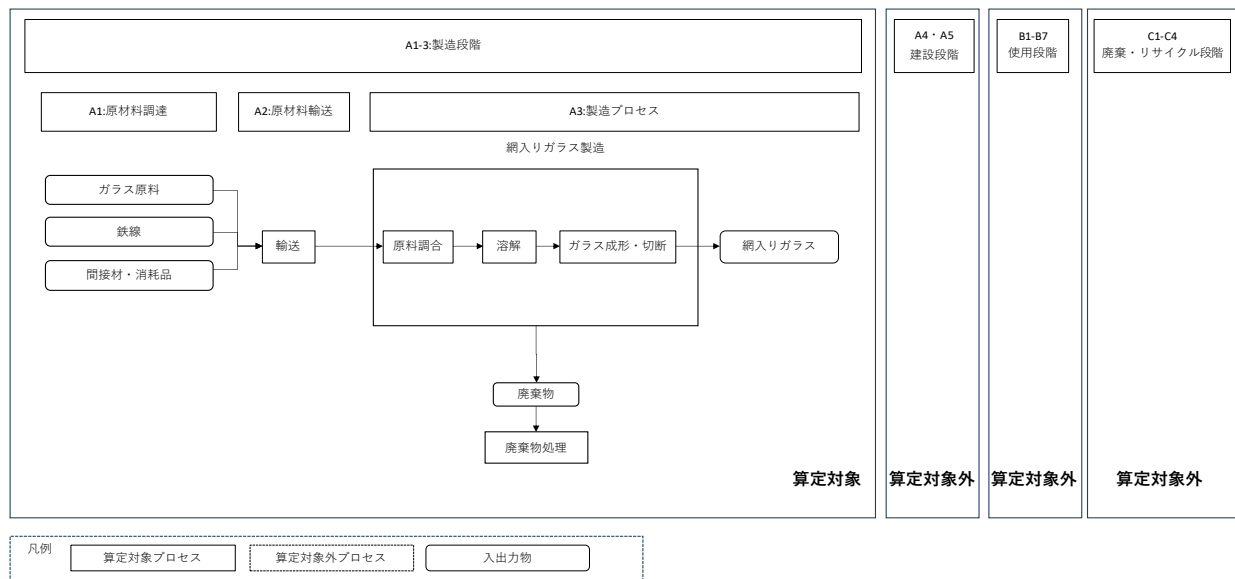 A1-3:製造段階
A4・A5
建設段階
B1-B7
使用段階
C1-C4
廃棄・リサイクル段階
A1:原材料調達
A2:原材料輸送
A3:製造プロセス
網入りガラス製造
ガラス原料
鉄線
間接材・消耗品
輸送
原料調合
溶解
ガラス成形・切断
網入りガラス
廃棄物
廃棄物処理
算定対象
算定対象外
算定対象外
算定対象外
凡例
算定対象プロセス
算定対象外プロセス
入出力物